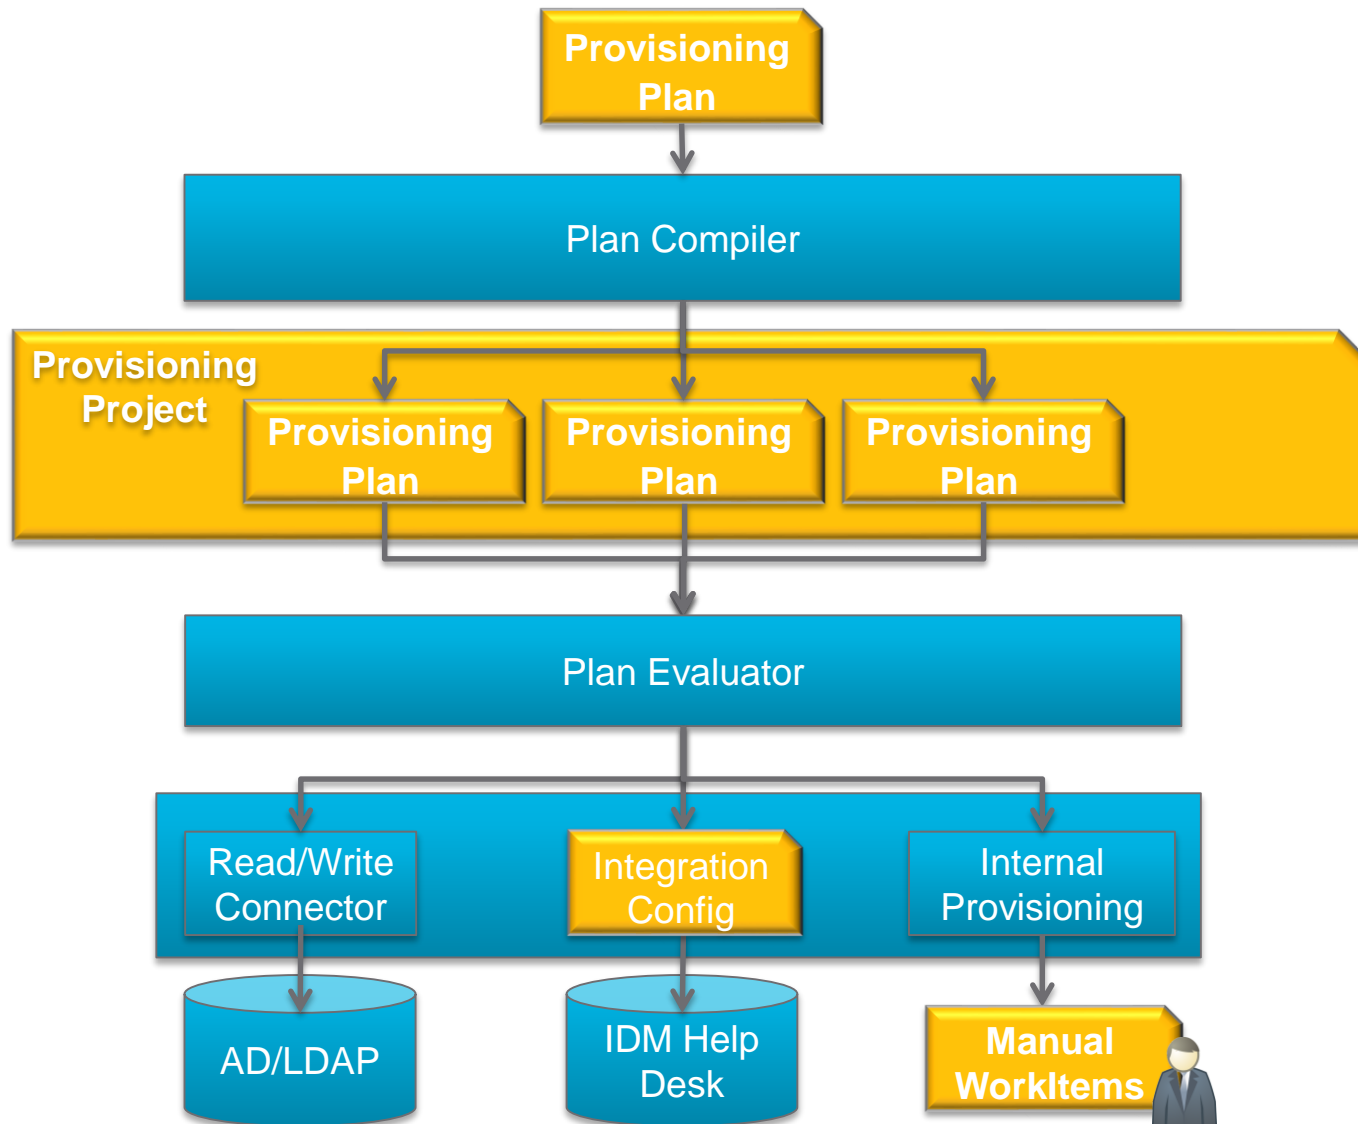 Provisioning
Plan
Plan Compiler
Provisioning
Project
Provisioning
Plan
Provisioning
Plan
Provisioning
Plan
Plan Evaluator
Read/Write
Connector
Integration
Config
Internal
Provisioning
AD/LDAP
IDM Help
Desk
Manual
WorkItems